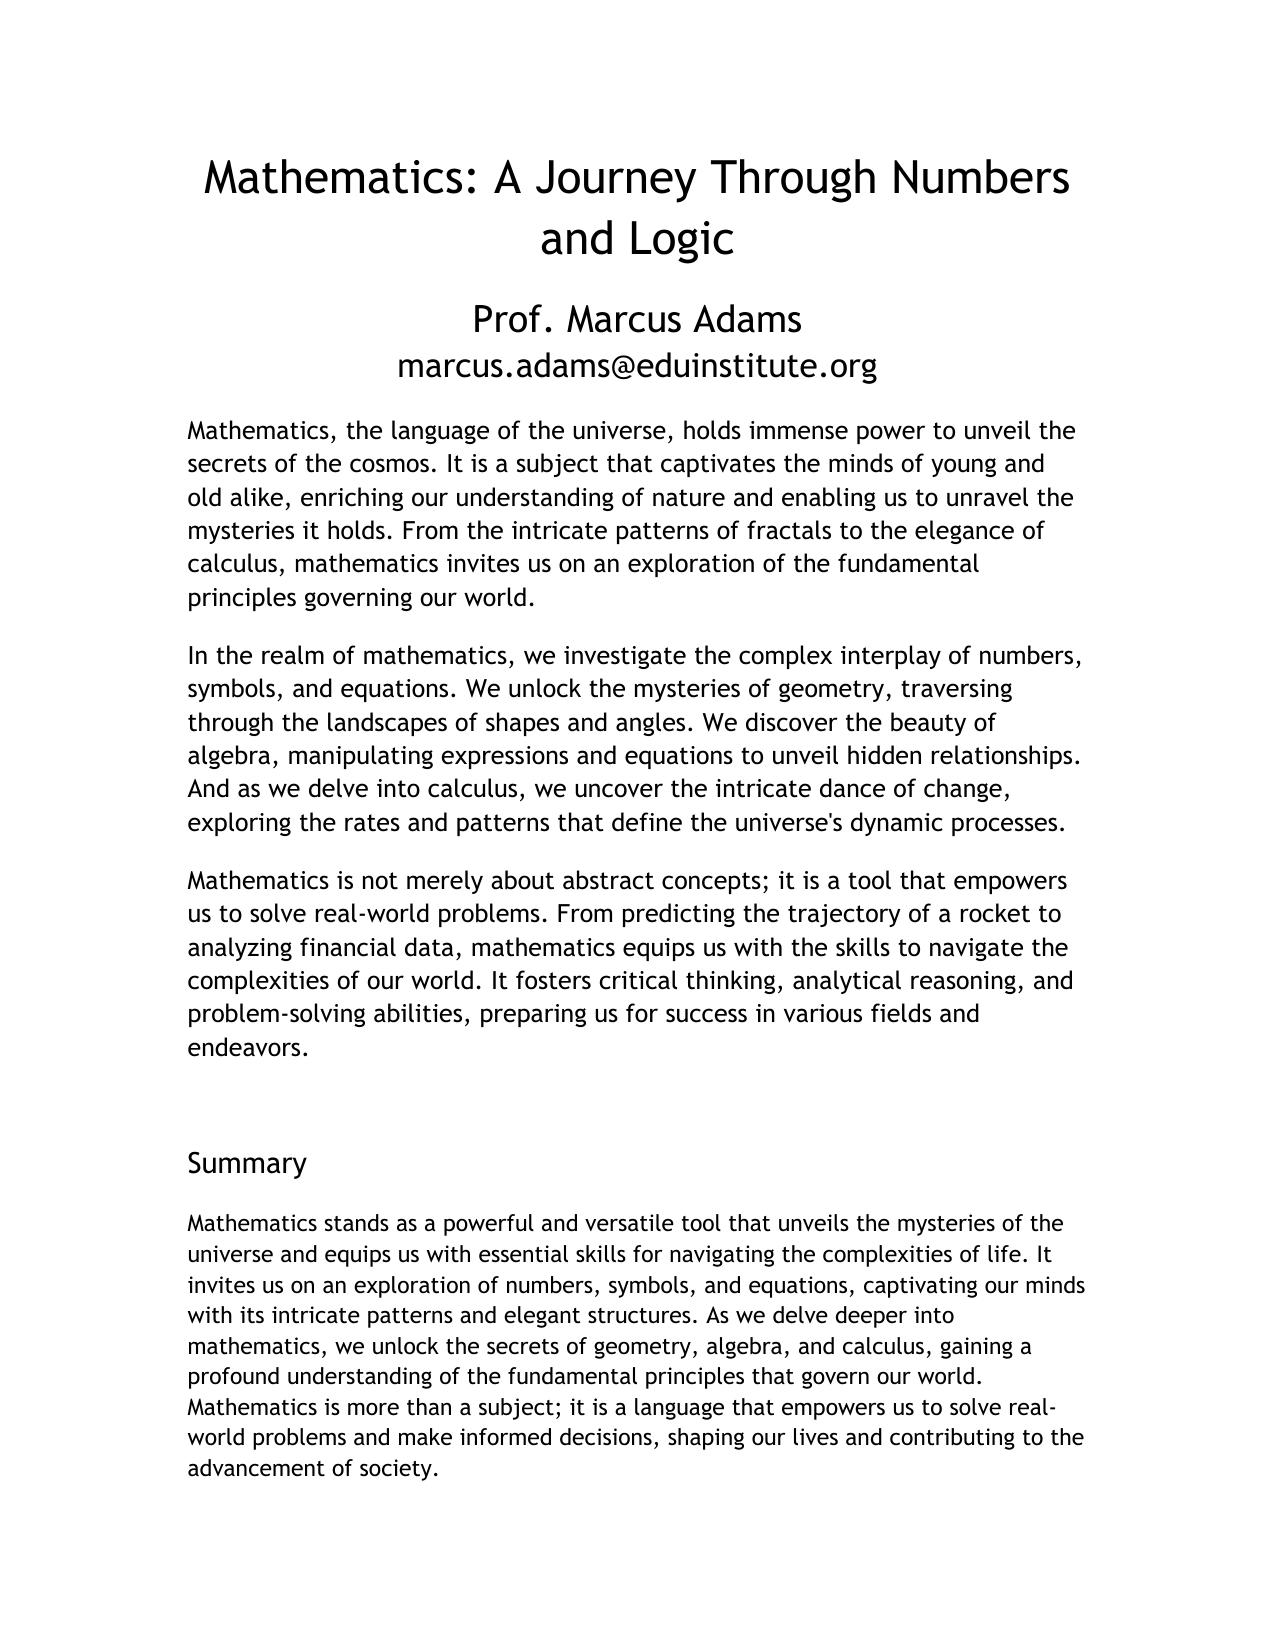 Mathematics: A Journey Through Numbers
and Logic
Prof. Marcus Adams
marcus.adams@eduinstitute.org
Mathematics, the language of the universe, holds immense power to unveil the
secrets of the cosmos. It is a subject that captivates the minds of young and
old alike, enriching our understanding of nature and enabling us to unravel the
mysteries it holds. From the intricate patterns of fractals to the elegance of
calculus, mathematics invites us on an exploration of the fundamental
principles governing our world.
In the realm of mathematics, we investigate the complex interplay of numbers,
symbols, and equations. We unlock the mysteries of geometry, traversing
through the landscapes of shapes and angles. We discover the beauty of
algebra, manipulating expressions and equations to unveil hidden relationships.
And as we delve into calculus, we uncover the intricate dance of change,
exploring the rates and patterns that define the universe's dynamic processes.
Mathematics is not merely about abstract concepts; it is a tool that empowers
us to solve real-world problems. From predicting the trajectory of a rocket to
analyzing financial data, mathematics equips us with the skills to navigate the
complexities of our world. It fosters critical thinking, analytical reasoning, and
problem-solving abilities, preparing us for success in various fields and
endeavors.
Summary
Mathematics stands as a powerful and versatile tool that unveils the mysteries of the
universe and equips us with essential skills for navigating the complexities of life. It
invites us on an exploration of numbers, symbols, and equations, captivating our minds
with its intricate patterns and elegant structures. As we delve deeper into
mathematics, we unlock the secrets of geometry, algebra, and calculus, gaining a
profound understanding of the fundamental principles that govern our world.
Mathematics is more than a subject; it is a language that empowers us to solve real-
world problems and make informed decisions, shaping our lives and contributing to the
advancement of society.